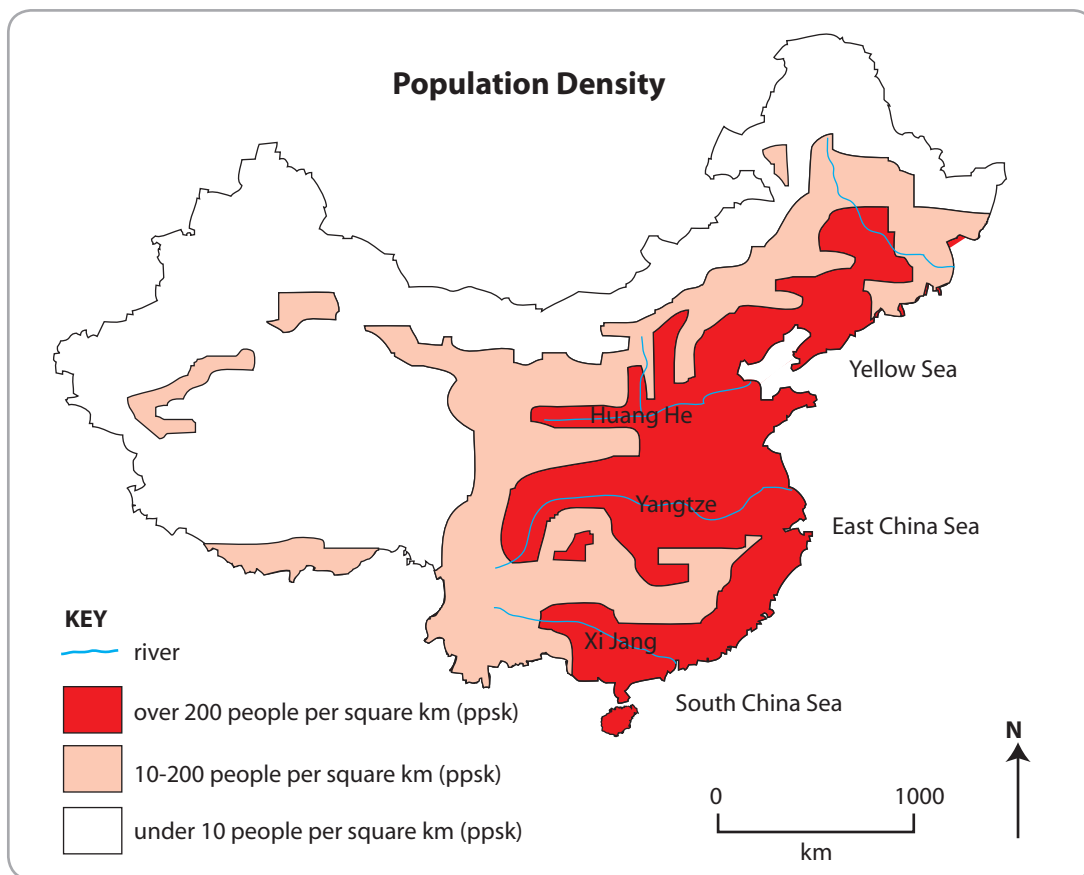 Population Density
Yellow Sea
Huang He
Yangtze
East China Sea
Xi Jang
South China Sea
KEY
river
over 200 people per square km (ppsk)
10-200 people per square km (ppsk)
under 10 people per square km (ppsk)
N
0 1000
km